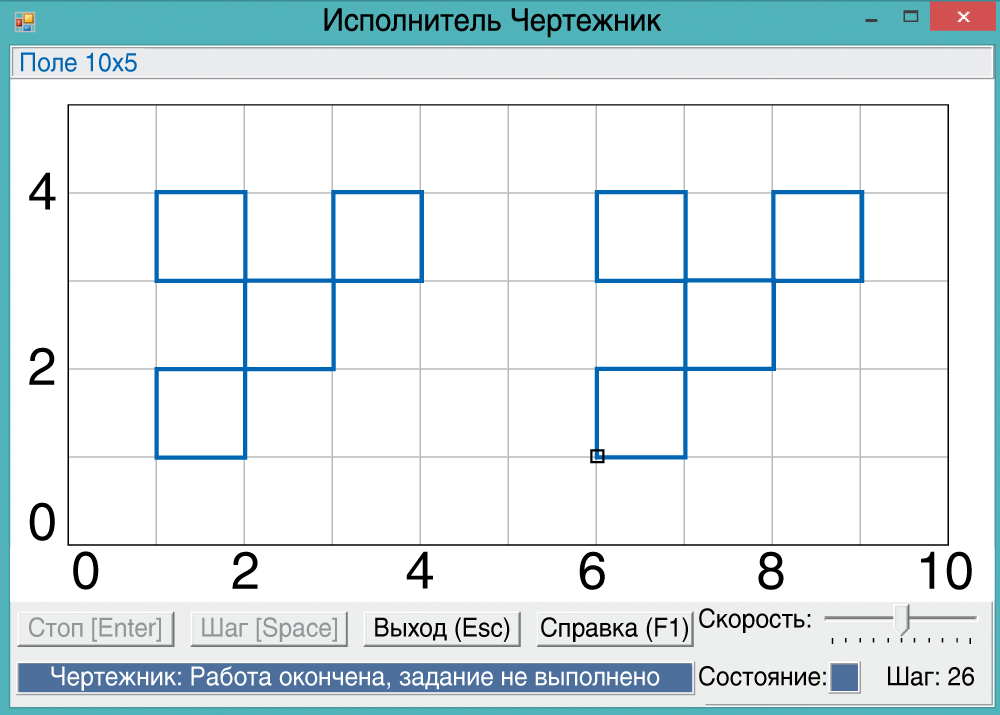 Исполнитель Чертежник
Поле 10x5
4
2
0
0 2 4 6 8 10
Стоп [Enter] Шаг [Space] Выход (Esc) Справка (F1) Скорость:
Чертежник: Работа окончена, задание не выполнено Состояние: Шаг: 26